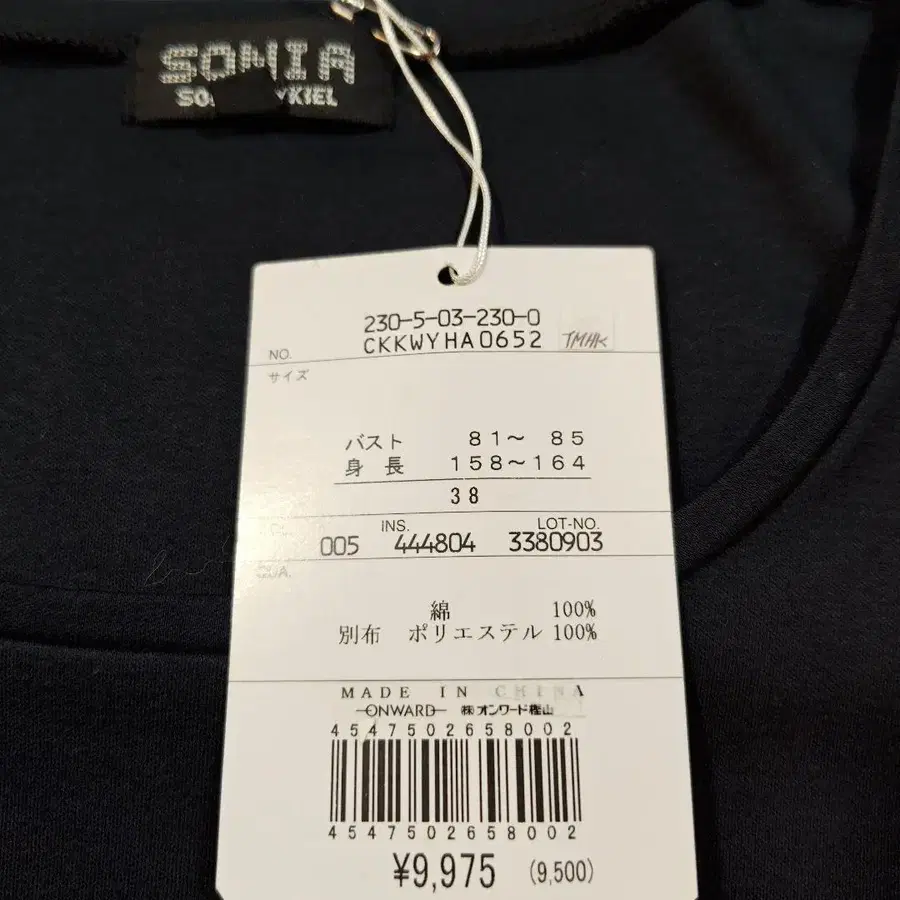 SONIA
230-5-03-230-0
NO. CKKWYHA0652 TMHK
サイズ
バスト 81～ 85
身 長 158～164
38
INS. LOT-NO.
005 444804 3380903
QUA.
綿 100%
別布 ポリエステル 100%
MADE IN CHINA
ONWARD ㈱オンワード樫山
4547502658002
4547502658002
¥9,975 (9,500)